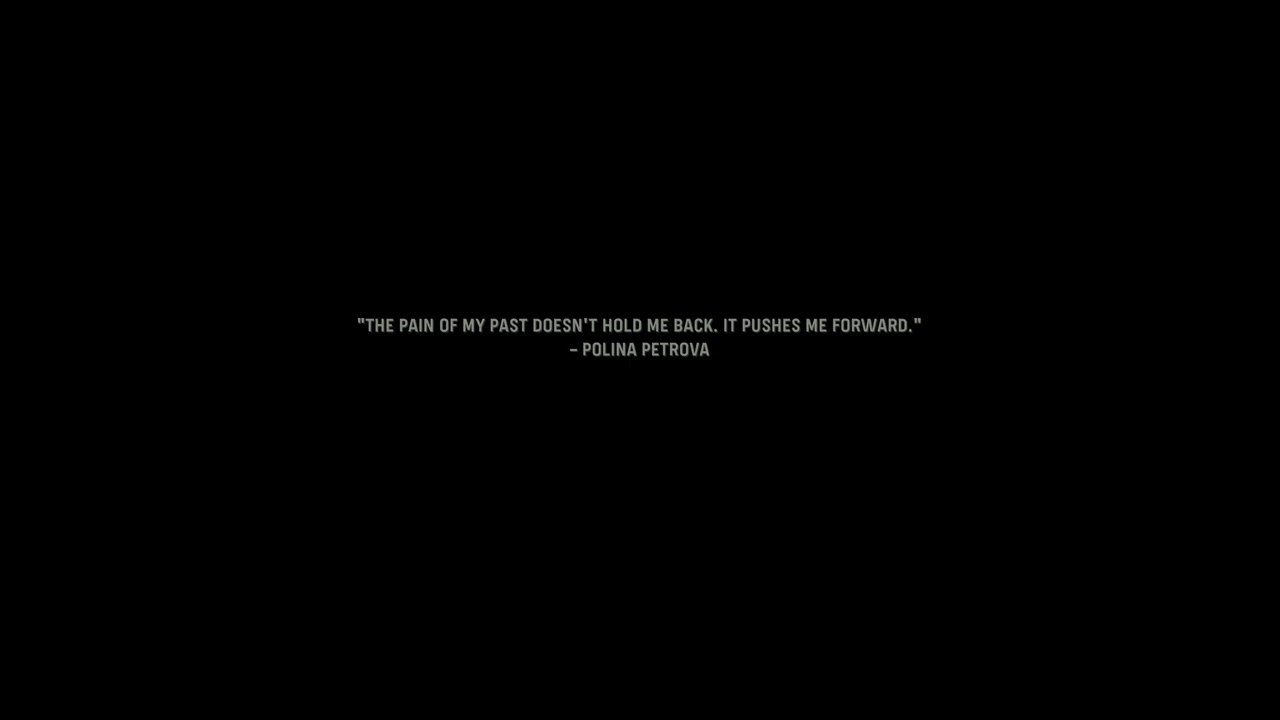 "THE PAIN OF MY PAST DOESN'T HOLD ME BACK. IT PUSHES ME FORWARD."
– POLINA PETROVA